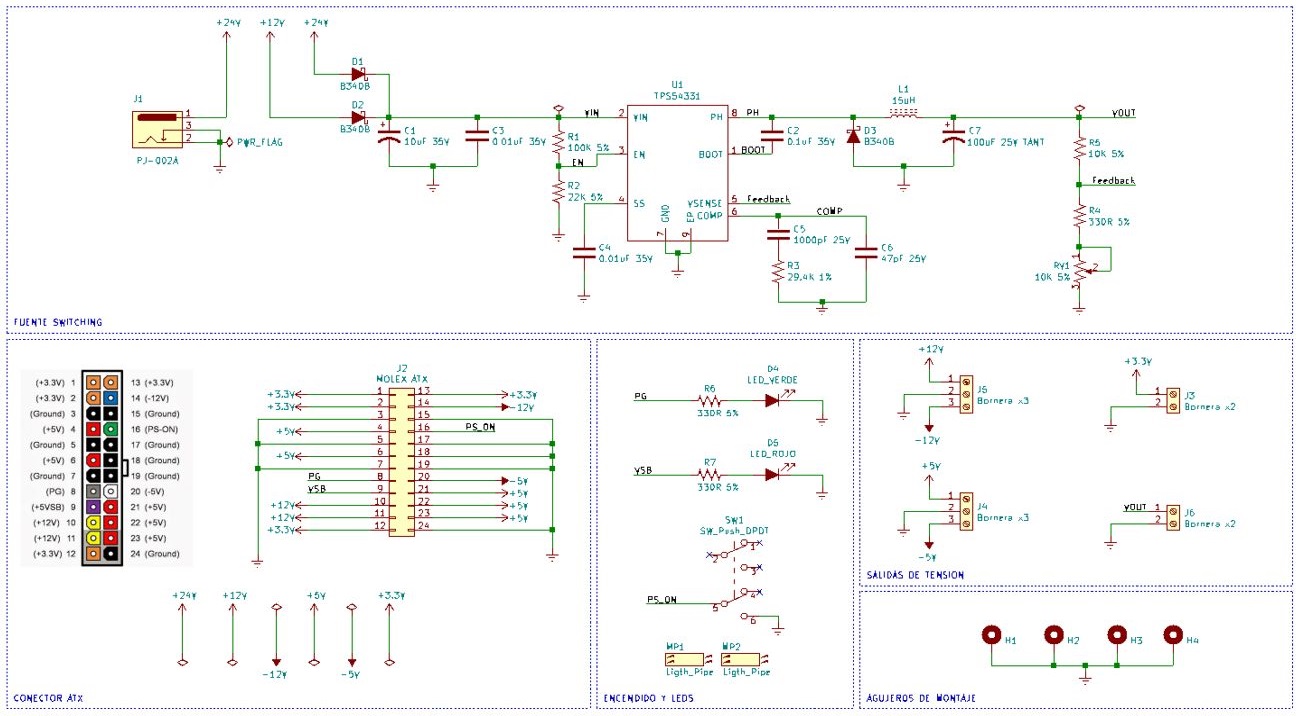 +24V +12V +24V
D1
B340B
D2
B340B
J1
1
3
2
PJ-002A
PWR_FLAG
C1
10uF 35V
C3
0.01uF 35V
VIN
R1
100K 5%
EN
R2
22K 5%
C4
0.01uF 35V
U1
TPS54331
2 VIN
3 EN
4 SS
PH 8
BOOT 1
VSENSE 5
COMP 6
GND 7
EP 9
PH
BOOT
Feedback
COMP
C2
0.1uF 35V
D3
B340B
L1
15uH
C7
100uF 25V TANT
VOUT
R5
10K 5%
Feedback
R4
330R 5%
RV1
10K 5%
1
2
3
C5
1000pF 25V
R3
29.4K 1%
C6
47pF 25V
FUENTE SWITCHING
(+3.3V) 1 13 (+3.3V)
(+3.3V) 2 14 (-12V)
(Ground) 3 15 (Ground)
(+5V) 4 16 (PS-ON)
(Ground) 5 17 (Ground)
(+5V) 6 18 (Ground)
(Ground) 7 19 (Ground)
(PG) 8 20 (-5V)
(+5VSB) 9 21 (+5V)
(+12V) 10 22 (+5V)
(+12V) 11 23 (+5V)
(+3.3V) 12 24 (Ground)
J2
MOLEX ATX
+3.3V 1 13 +3.3V
+3.3V 2 14 -12V
3 15
+5V 4 16 PS_ON
5 17
+5V 6 18
7 19
PG 8 20 -5V
VSB 9 21 +5V
+12V 10 22 +5V
+12V 11 23 +5V
+3.3V 12 24
+24V +12V +5V +3.3V
-12V -5V
CONECTOR ATX
D4
LED_VERDE
PG
R6
330R 5%
D5
LED_ROJO
VSB
R7
330R 5%
SW1
SW_Push_DPDT
1
2
3
4
PS_ON 5
6
MP1
Ligth_Pipe
MP2
Ligth_Pipe
ENCENDIDO Y LEDS
+12V
1
2
3
J5
Bornera x3
-12V
+3.3V
1
2
J3
Bornera x2
+5V
1
2
3
J4
Bornera x3
-5V
VOUT 1
2
J6
Bornera x2
SALIDAS DE TENSION
H1 H2 H3 H4
AGUJEROS DE MONTAJE